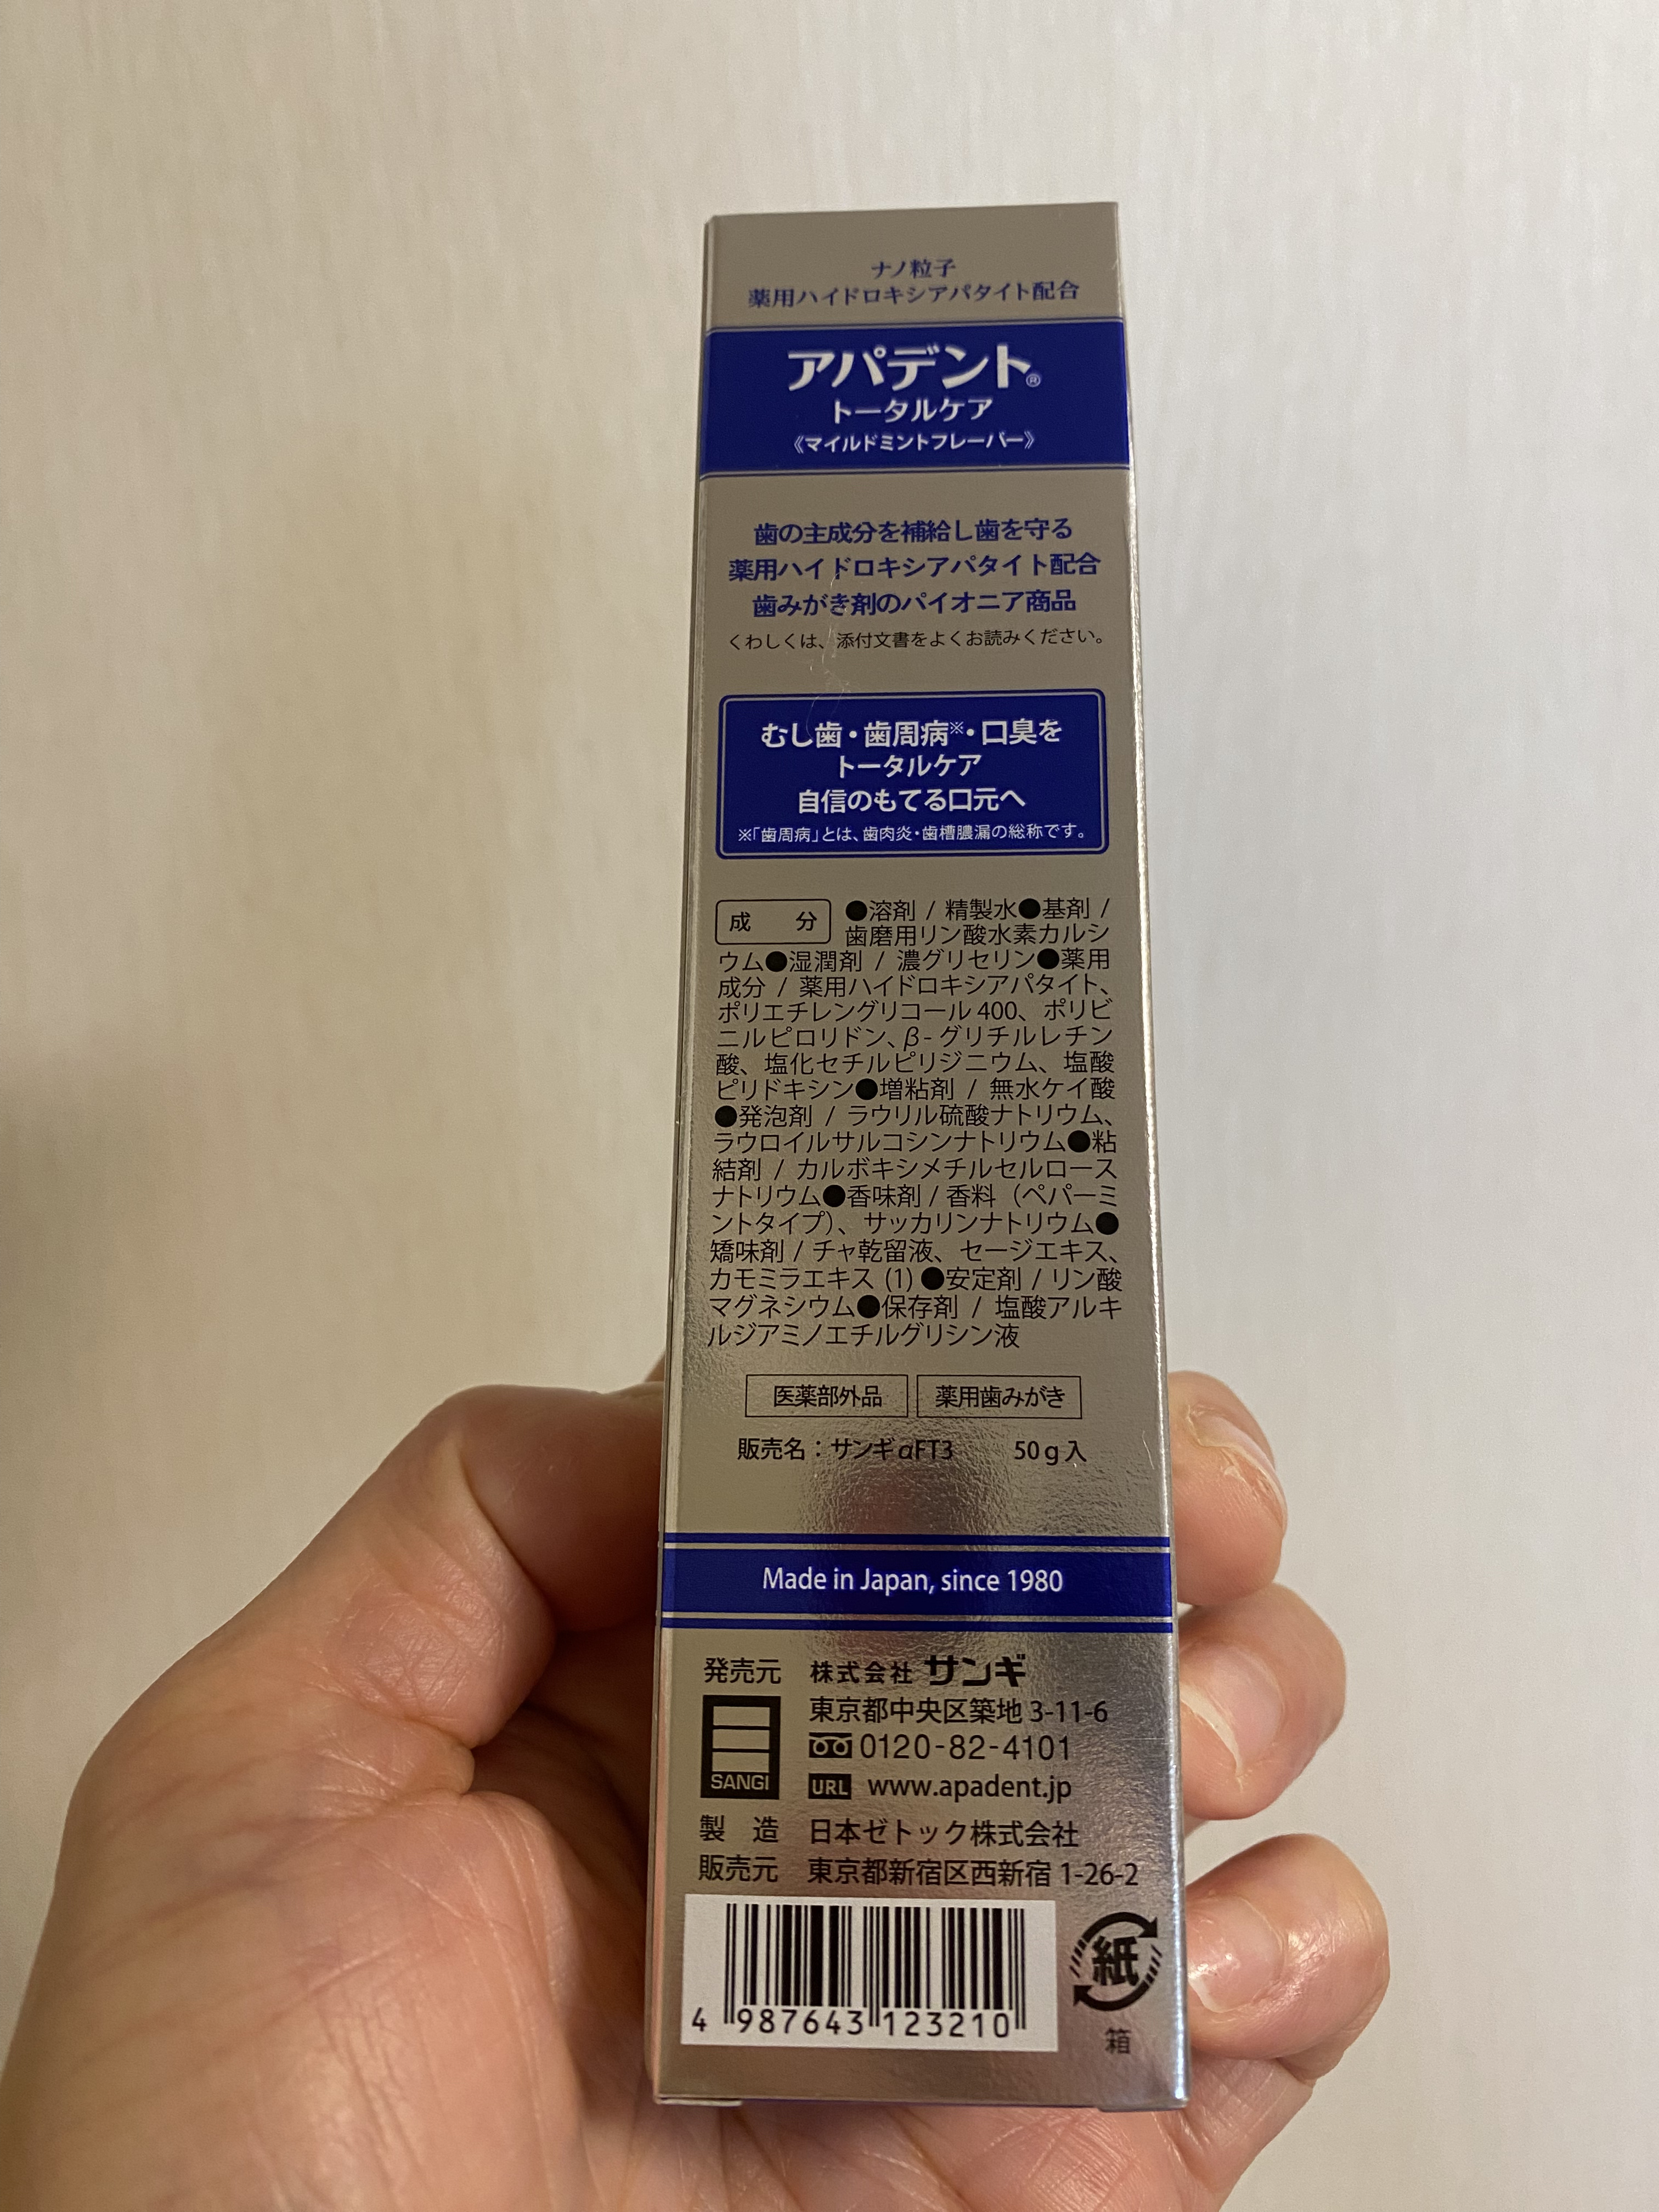 ナノ粒子
薬用ハイドロキシアパタイト配合
アパデント®
トータルケア
《マイルドミントフレーバー》
歯の主成分を補給し歯を守る
薬用ハイドロキシアパタイト配合
歯みがき剤のパイオニア商品
くわしくは、添付文書をよくお読みください。
むし歯・歯周病※・口臭を
トータルケア
自信のもてる口元へ
※「歯周病」とは、歯肉炎・歯槽膿漏の総称です。
成　分 ●溶剤 / 精製水●基剤 /
歯磨用リン酸水素カルシ
ウム●湿潤剤 / 濃グリセリン●薬用
成分 / 薬用ハイドロキシアパタイト、
ポリエチレングリコール 400、ポリビ
ニルピロリドン、β-グリチルレチン
酸、塩化セチルピリジニウム、塩酸
ピリドキシン●増粘剤 / 無水ケイ酸
●発泡剤 / ラウリル硫酸ナトリウム、
ラウロイルサルコシンナトリウム●粘
結剤 / カルボキシメチルセルロース
ナトリウム●香味剤 / 香料（ペパーミ
ントタイプ）、サッカリンナトリウム●
矯味剤 / チャ乾留液、セージエキス、
カモミラエキス (1) ●安定剤 / リン酸
マグネシウム●保存剤 / 塩酸アルキ
ルジアミノエチルグリシン液
医薬部外品 薬用歯みがき
販売名：サンギαFT3 50g入
Made in Japan, since 1980
発売元 株式会社 サンギ
東京都中央区築地 3-11-6
0120-82-4101
SANGI
URL www.apadent.jp
製　造 日本ゼトック株式会社
販売元 東京都新宿区西新宿 1-26-2
4 987643 123210
紙
箱